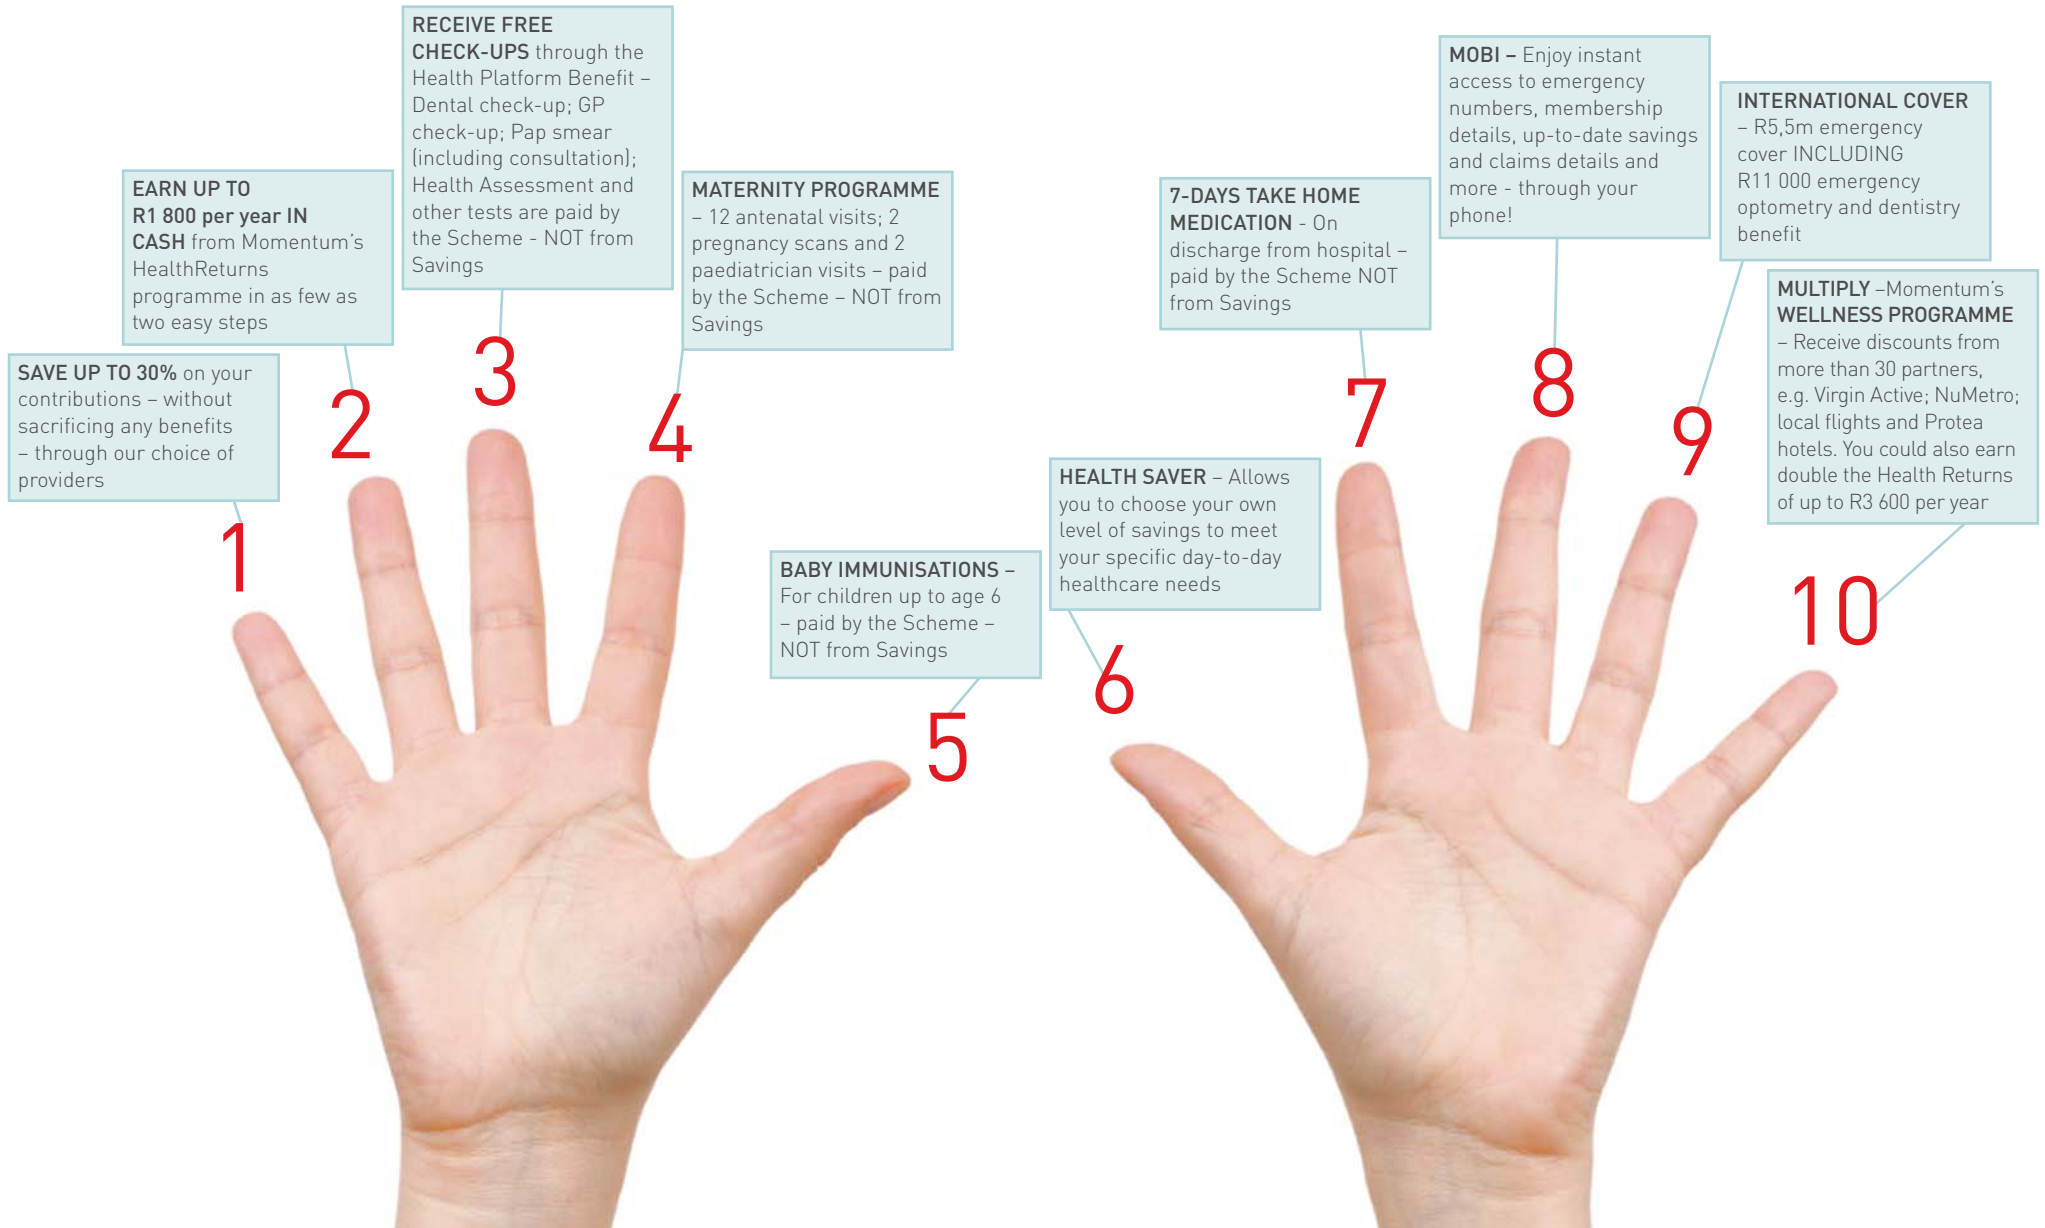 SAVE UP TO 30% on your
contributions – without
sacrificing any benefits
– through our choice of
providers
1
EARN UP TO
R1 800 per year IN
CASH from Momentum's
HealthReturns
programme in as few as
two easy steps
2
RECEIVE FREE
CHECK-UPS through the
Health Platform Benefit –
Dental check-up; GP
check-up; Pap smear
(including consultation);
Health Assessment and
other tests are paid by
the Scheme - NOT from
Savings
3
MATERNITY PROGRAMME
– 12 antenatal visits; 2
pregnancy scans and 2
paediatrician visits – paid
by the Scheme – NOT from
Savings
4
BABY IMMUNISATIONS –
For children up to age 6
– paid by the Scheme –
NOT from Savings
5
HEALTH SAVER – Allows
you to choose your own
level of savings to meet
your specific day-to-day
healthcare needs
6
7-DAYS TAKE HOME
MEDICATION - On
discharge from hospital –
paid by the Scheme NOT
from Savings
7
MOBI – Enjoy instant
access to emergency
numbers, membership
details, up-to-date savings
and claims details and
more - through your
phone!
8
INTERNATIONAL COVER
– R5,5m emergency
cover INCLUDING
R11 000 emergency
optometry and dentistry
benefit
9
MULTIPLY –Momentum's
WELLNESS PROGRAMME
– Receive discounts from
more than 30 partners,
e.g. Virgin Active; NuMetro;
local flights and Protea
hotels. You could also earn
double the Health Returns
of up to R3 600 per year
10